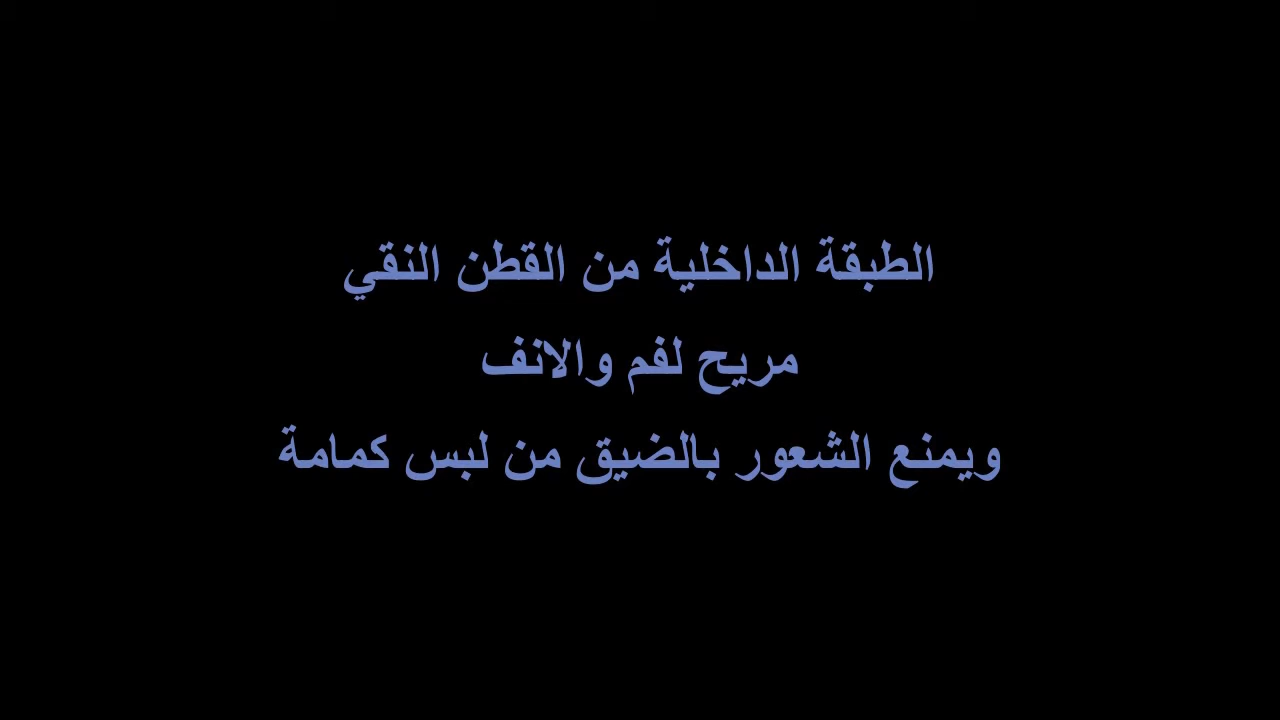 الطبقة الداخلية من القطن النقي
مريح لفم والانف
ويمنع الشعور بالضيق من لبس كمامة